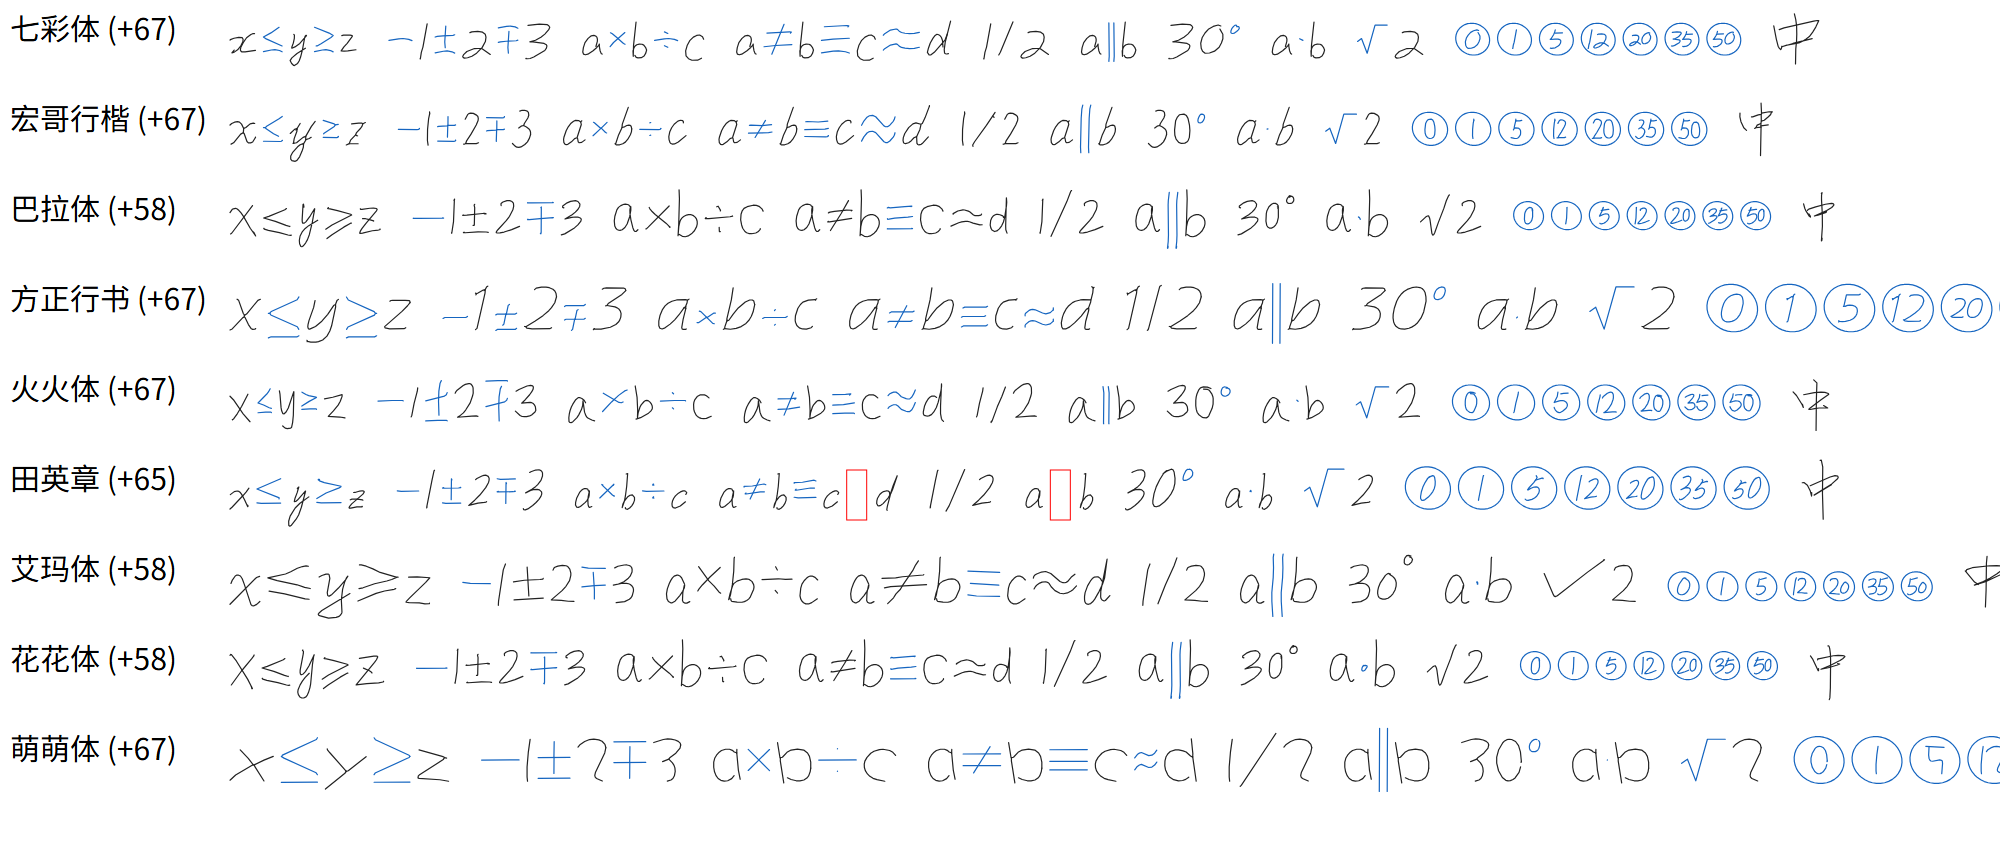 七彩体 (+67) x≤y≥z −1±2∓3 a×b÷c a≠b≡c≈d 1/2 a∥b 30° a·b √2 ⓪①⑤⑫⑳㉟㊿ 中
宏哥行楷 (+67) x≤y≥z −1±2∓3 a×b÷c a≠b≡c≈d 1/2 a∥b 30° a·b √2 ⓪①⑤⑫⑳㉟㊿ 中
巴拉体 (+58) x≤y≥z −1±2∓3 a×b÷c a≠b≡c≈d 1/2 a∥b 30° a·b √2 ⓪①⑤⑫⑳㉟㊿ 中
方正行书 (+67) x≤y≥z −1±2∓3 a×b÷c a≠b≡c≈d 1/2 a∥b 30° a·b √2 ⓪①⑤⑫⑳
火火体 (+67) x≤y≥z −1±2∓3 a×b÷c a≠b≡c≈d 1/2 a∥b 30° a·b √2 ⓪①⑤⑫⑳㉟㊿ 中
田英章 (+65) x≤y≥z −1±2∓3 a×b÷c a≠b≡c▯d 1/2 a▯b 30° a·b √2 ⓪①⑤⑫⑳㉟㊿ 中
艾玛体 (+58) x≤y≥z −1±2∓3 a×b÷c a≠b≡c≈d 1/2 a∥b 30° a·b √2 ⓪①⑤⑫⑳㉟㊿ 中
花花体 (+58) x≤y≥z −1±2∓3 a×b÷c a≠b≡c≈d 1/2 a∥b 30° a·b √2 ⓪①⑤⑫⑳㉟㊿ 中
萌萌体 (+67) x≤y≥z −1±2∓3 a×b÷c a≠b≡c≈d 1/2 a∥b 30° a·b √2 ⓪①⑤⑫